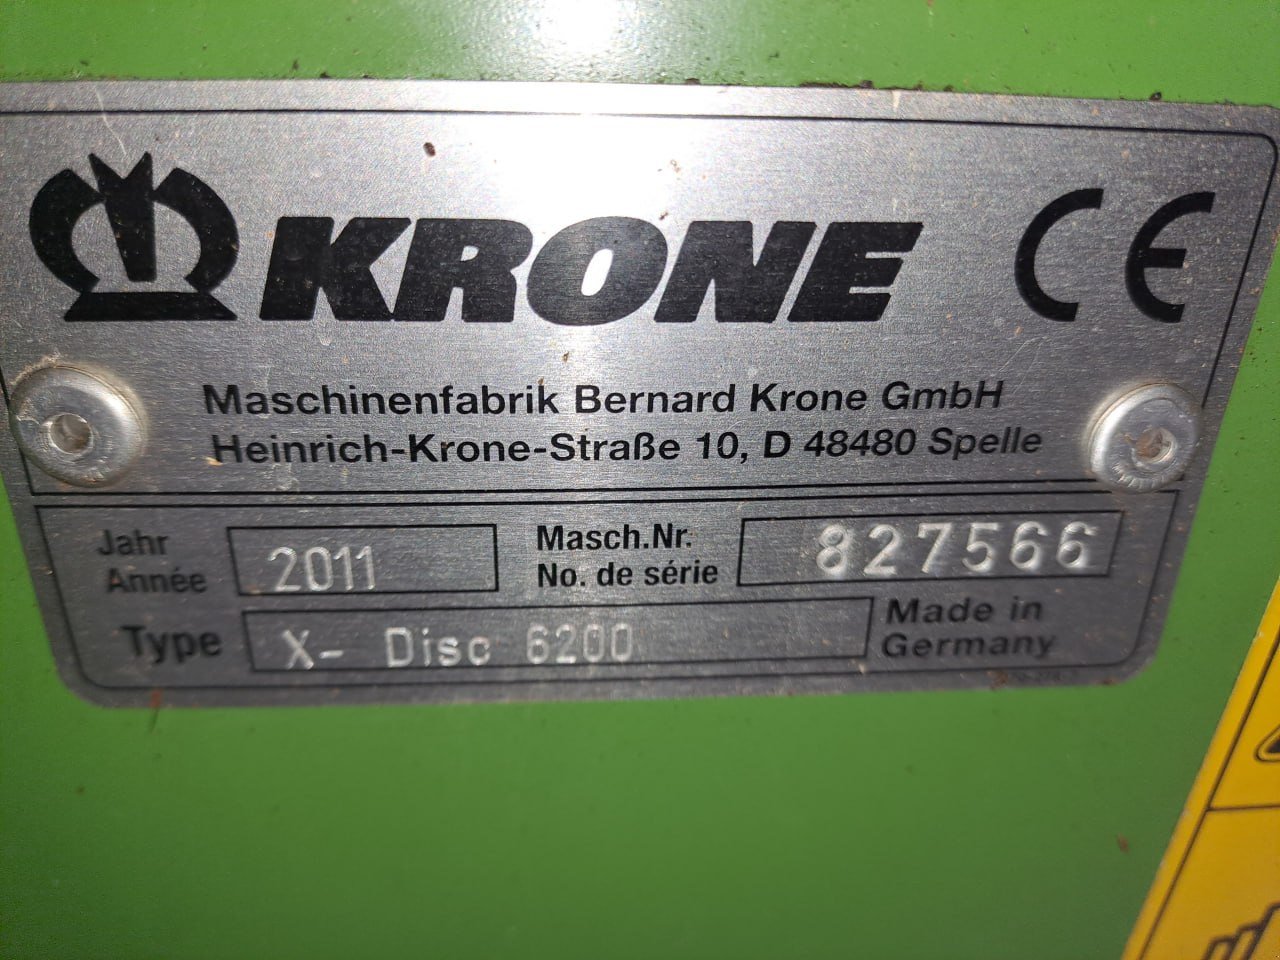 KRONE CE
Maschinenfabrik Bernard Krone GmbH
Heinrich-Krone-Straße 10, D 48480 Spelle
Jahr
Année
2011
Masch.Nr.
No. de série
827566
Type
X- Disc 6200
Made in
Germany